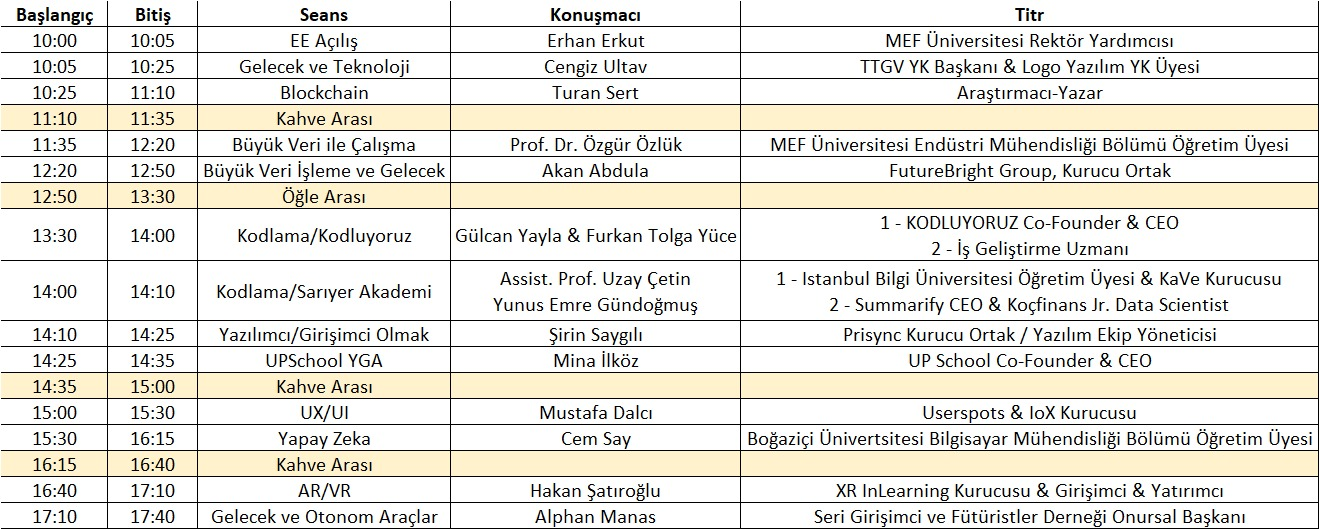 Başlangıç Bitiş Seans Konuşmacı Titr
10:00 10:05 EE Açılış Erhan Erkut MEF Üniversitesi Rektör Yardımcısı
10:05 10:25 Gelecek ve Teknoloji Cengiz Ultav TTGV YK Başkanı & Logo Yazılım YK Üyesi
10:25 11:10 Blockchain Turan Sert Araştırmacı-Yazar
11:10 11:35 Kahve Arası
11:35 12:20 Büyük Veri ile Çalışma Prof. Dr. Özgür Özlük MEF Üniversitesi Endüstri Mühendisliği Bölümü Öğretim Üyesi
12:20 12:50 Büyük Veri İşleme ve Gelecek Akan Abdula FutureBright Group, Kurucu Ortak
12:50 13:30 Öğle Arası
13:30 14:00 Kodlama/Kodluyoruz Gülcan Yayla & Furkan Tolga Yüce 1 - KODLUYORUZ Co-Founder & CEO
2 - İş Geliştirme Uzmanı
14:00 14:10 Kodlama/Sarıyer Akademi Assist. Prof. Uzay Çetin 1 - Istanbul Bilgi Üniversitesi Öğretim Üyesi & KaVe Kurucusu
Yunus Emre Gündoğmuş 2 - Summarify CEO & Koçfinans Jr. Data Scientist
14:10 14:25 Yazılımcı/Girişimci Olmak Şirin Saygılı Prisync Kurucu Ortak / Yazılım Ekip Yöneticisi
14:25 14:35 UPSchool YGA Mina İlköz UP School Co-Founder & CEO
14:35 15:00 Kahve Arası
15:00 15:30 UX/UI Mustafa Dalcı Userspots & IoX Kurucusu
15:30 16:15 Yapay Zeka Cem Say Boğaziçi Ünivertsitesi Bilgisayar Mühendisliği Bölümü Öğretim Üyesi
16:15 16:40 Kahve Arası
16:40 17:10 AR/VR Hakan Şatıroğlu XR InLearning Kurucusu & Girişimci & Yatırımcı
17:10 17:40 Gelecek ve Otonom Araçlar Alphan Manas Seri Girişimci ve Fütüristler Derneği Onursal Başkanı